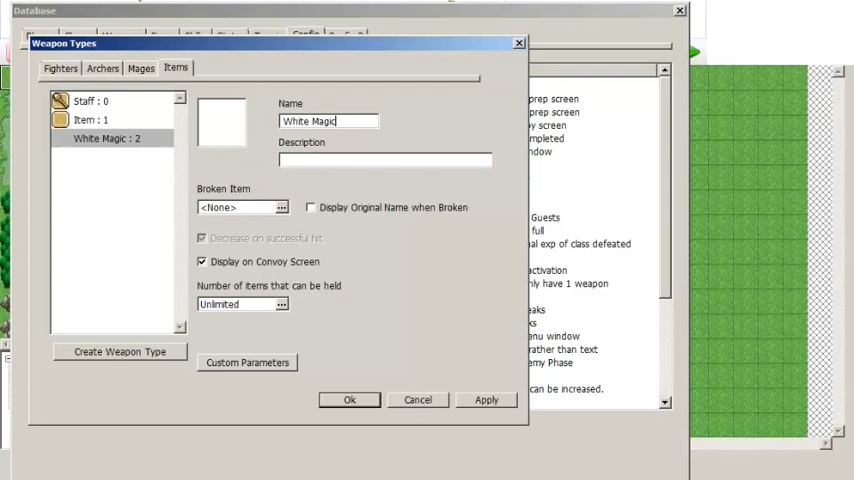 Database
Config
Weapon Types
Fighters
Archers
Mages
Items
Staff : 0
Item : 1
White Magic : 2
Name
White Magic
Description
Broken Item
<None>
...
Display Original Name when Broken
Decrease on successful hit
Display on Convoy Screen
Number of items that can be held
Unlimited
...
Create Weapon Type
Custom Parameters
Ok
Cancel
Apply
prep screen
prep screen
screen
mpleted
ndow
Guests
full
nal exp of class defeated
activation
nly have 1 weapon
eaks
ks
enu window
rather than text
emy Phase
can be increased.